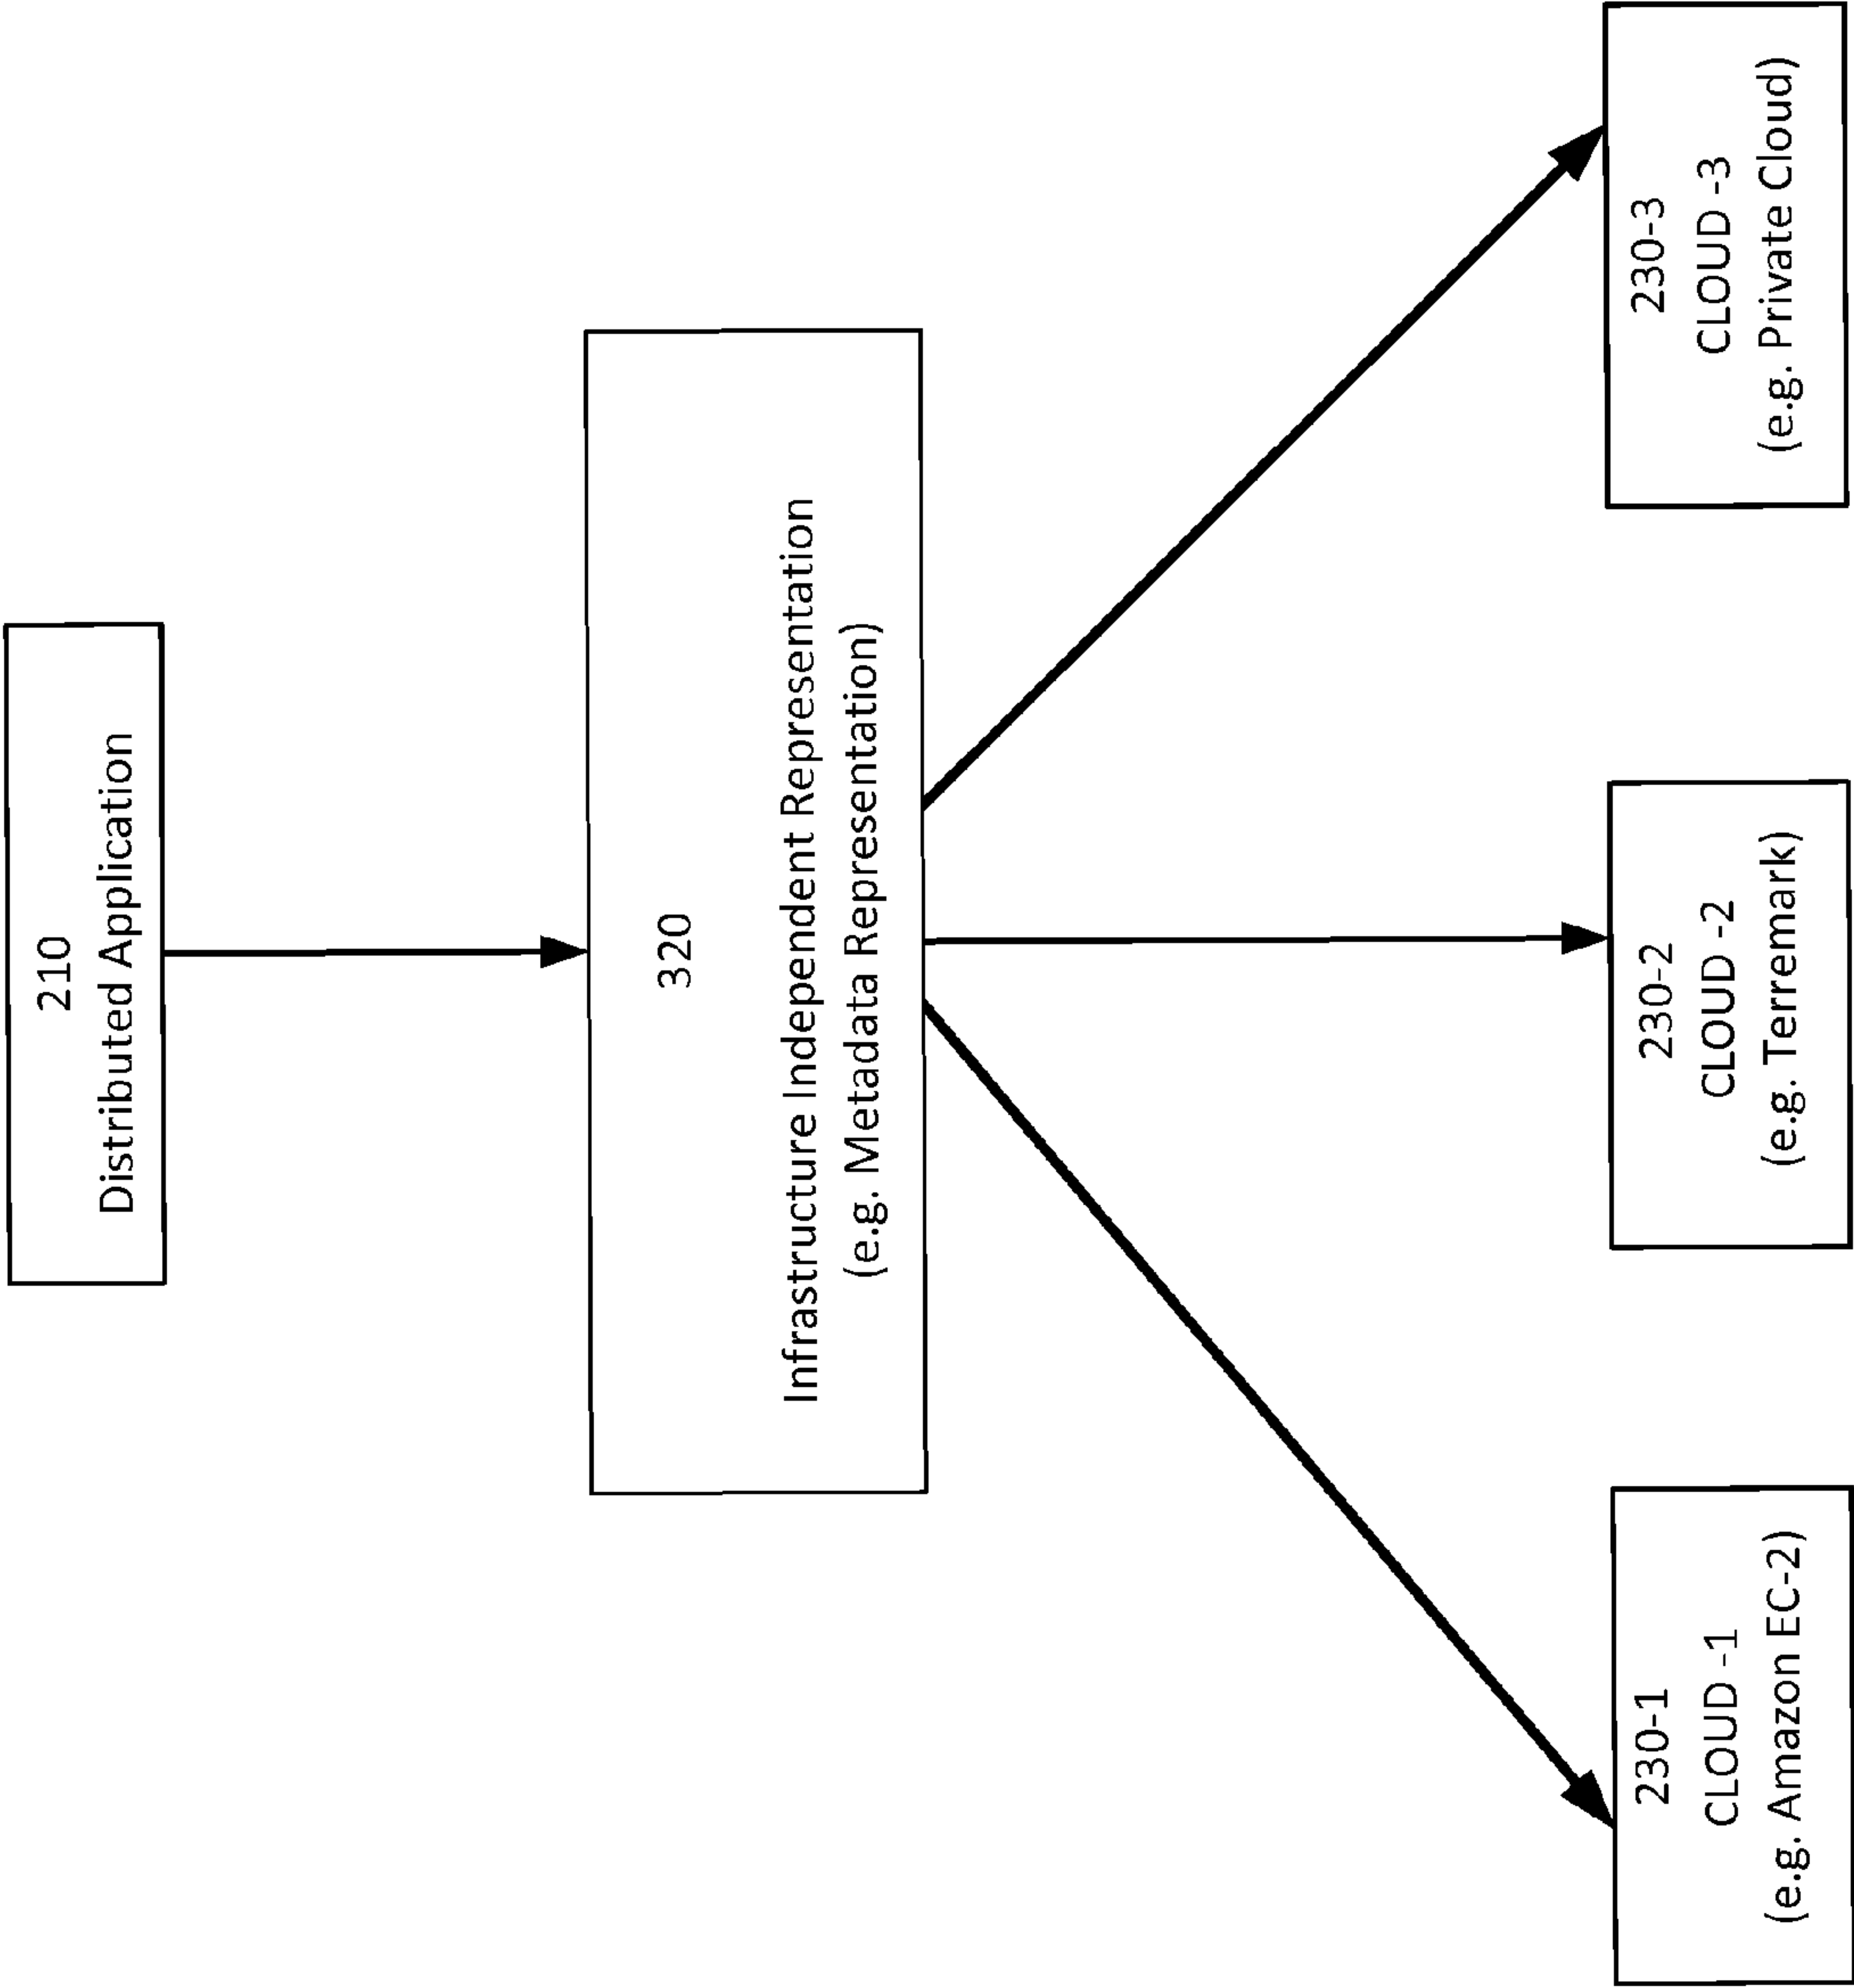 210
Distributed Application
320
Infrastructure Independent Representation
(e.g. Metadata Representation)
230-1
CLOUD -1
(e.g. Amazon EC-2)
230-2
CLOUD -2
(e.g. Terremark)
230-3
CLOUD -3
(e.g. Private Cloud)